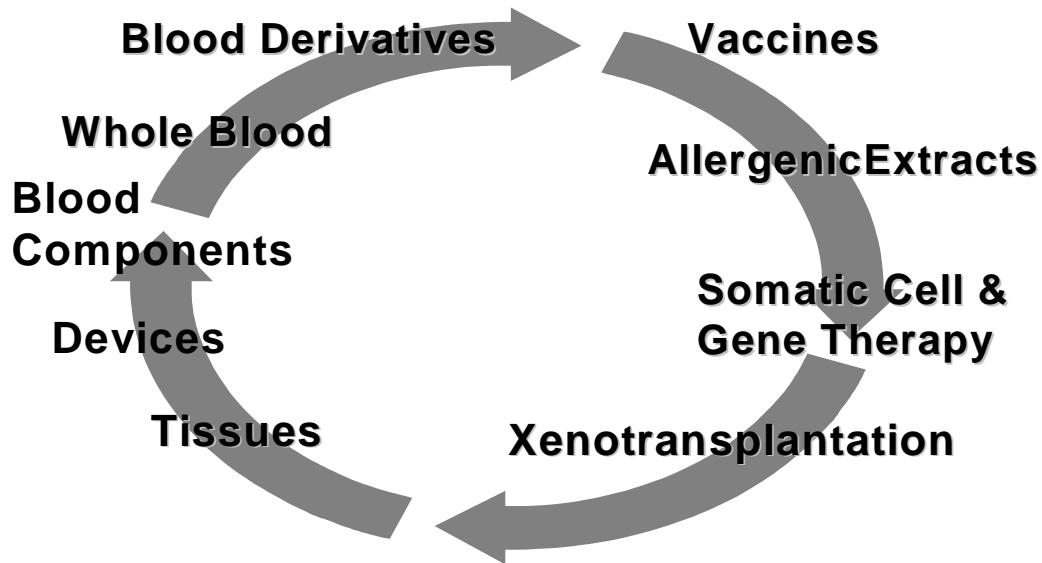 Blood Derivatives
Vaccines
Whole Blood
AllergenicExtracts
Blood
Components
Somatic Cell &
Gene Therapy
Devices
Tissues
Xenotransplantation